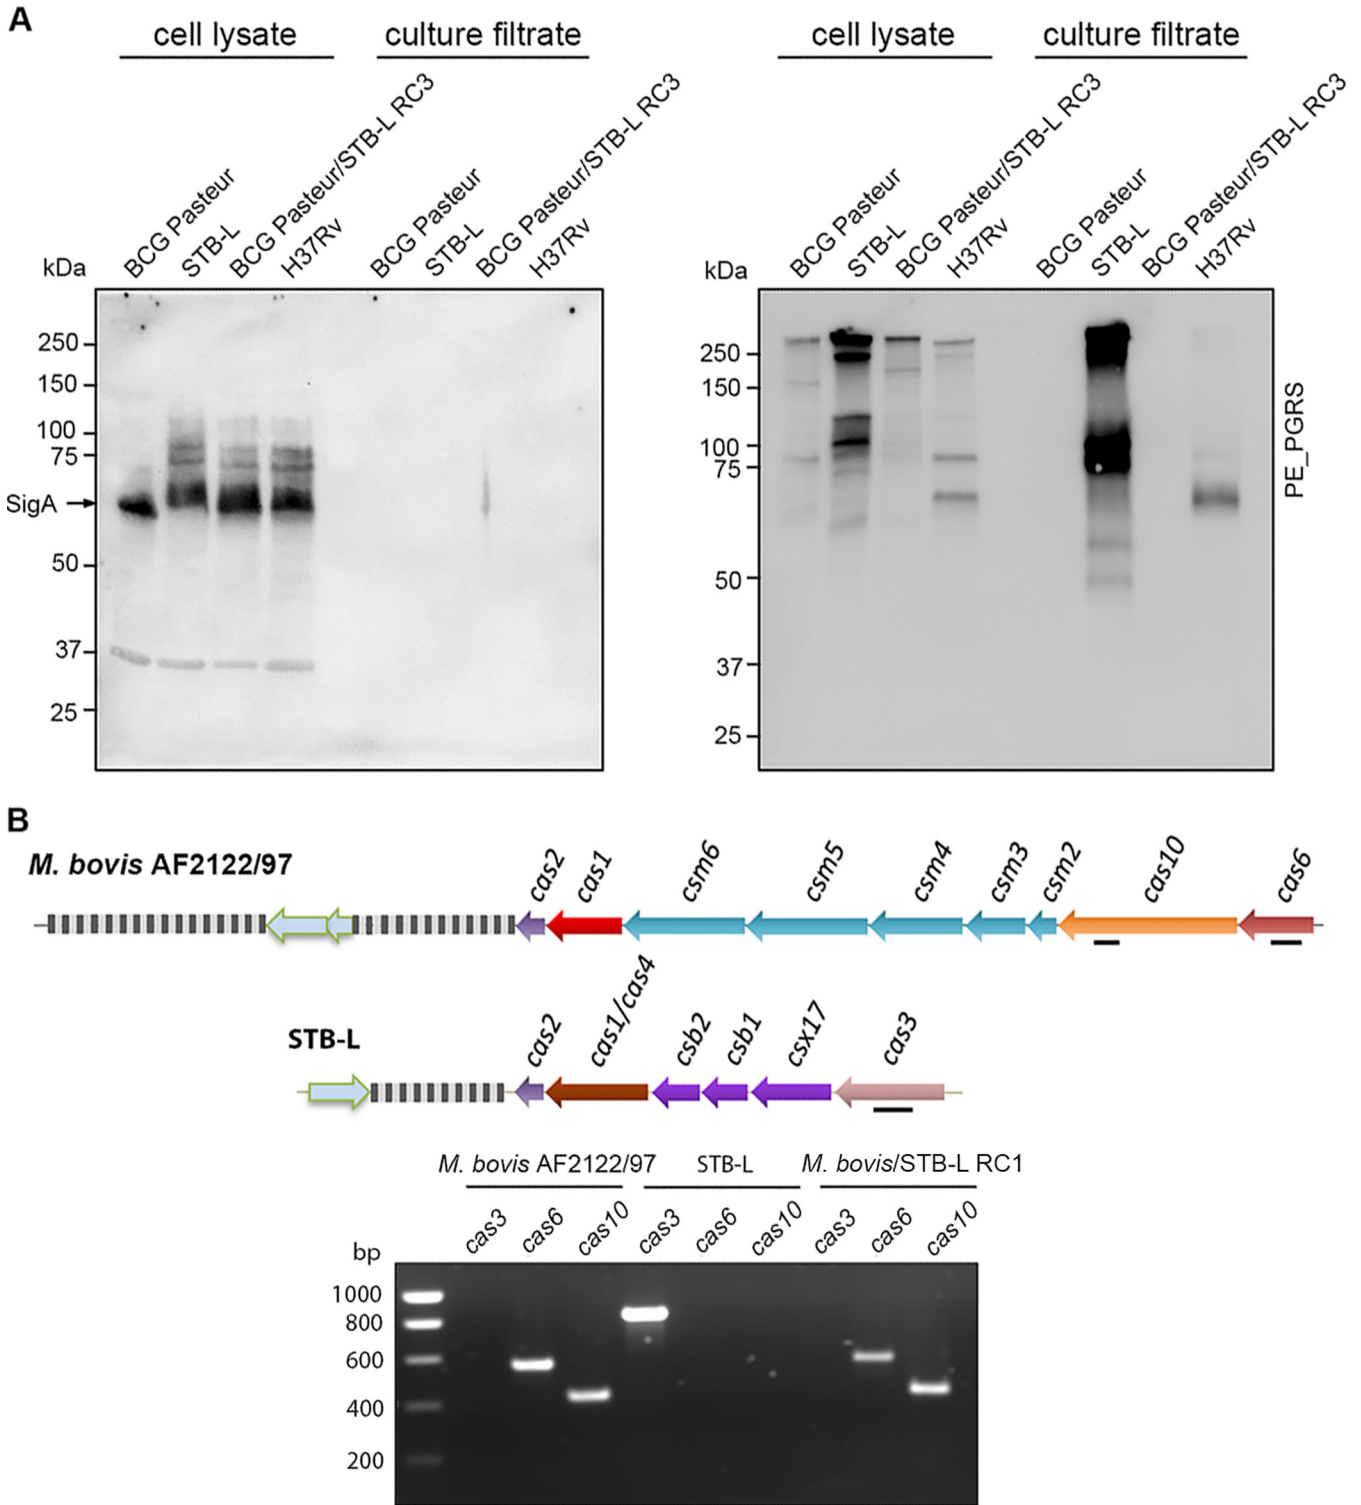 A
cell lysate culture filtrate cell lysate culture filtrate
BCG Pasteur STB-L BCG Pasteur/STB-L RC3 H37Rv BCG Pasteur STB-L BCG Pasteur/STB-L RC3 H37Rv
BCG Pasteur STB-L BCG Pasteur/STB-L RC3 H37Rv BCG Pasteur STB-L BCG Pasteur/STB-L RC3 H37Rv
kDa
250
150
100
75
SigA
50
37
25
kDa
250
150
100
75
50
37
25
PE_PGRS
B
M. bovis AF2122/97
cas2 cas1 csm6 csm5 csm4 csm3 csm2 cas10 cas6
STB-L
cas2 cas1/cas4 csb2 csb1 csx17 cas3
M. bovis AF2122/97 STB-L M. bovis/STB-L RC1
cas3 cas6 cas10 cas3 cas6 cas10 cas3 cas6 cas10
bp
1000
800
600
400
200